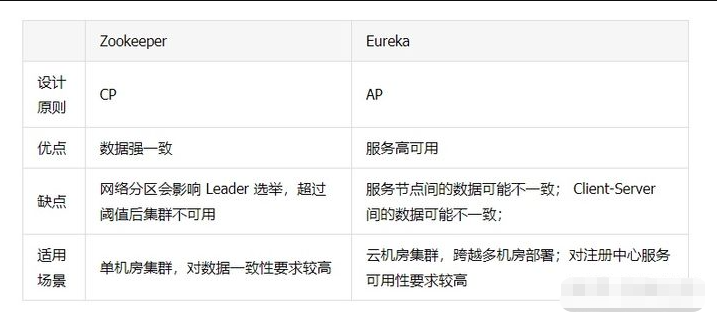 Zookeeper Eureka
设计原则 CP AP
优点 数据强一致 服务高可用
缺点 网络分区会影响 Leader 选举，超过阈值后集群不可用 服务节点间的数据可能不一致； Client-Server 间的数据可能不一致；
适用场景 单机房集群，对数据一致性要求较高 云机房集群，跨越多机房部署；对注册中心服务可用性要求较高